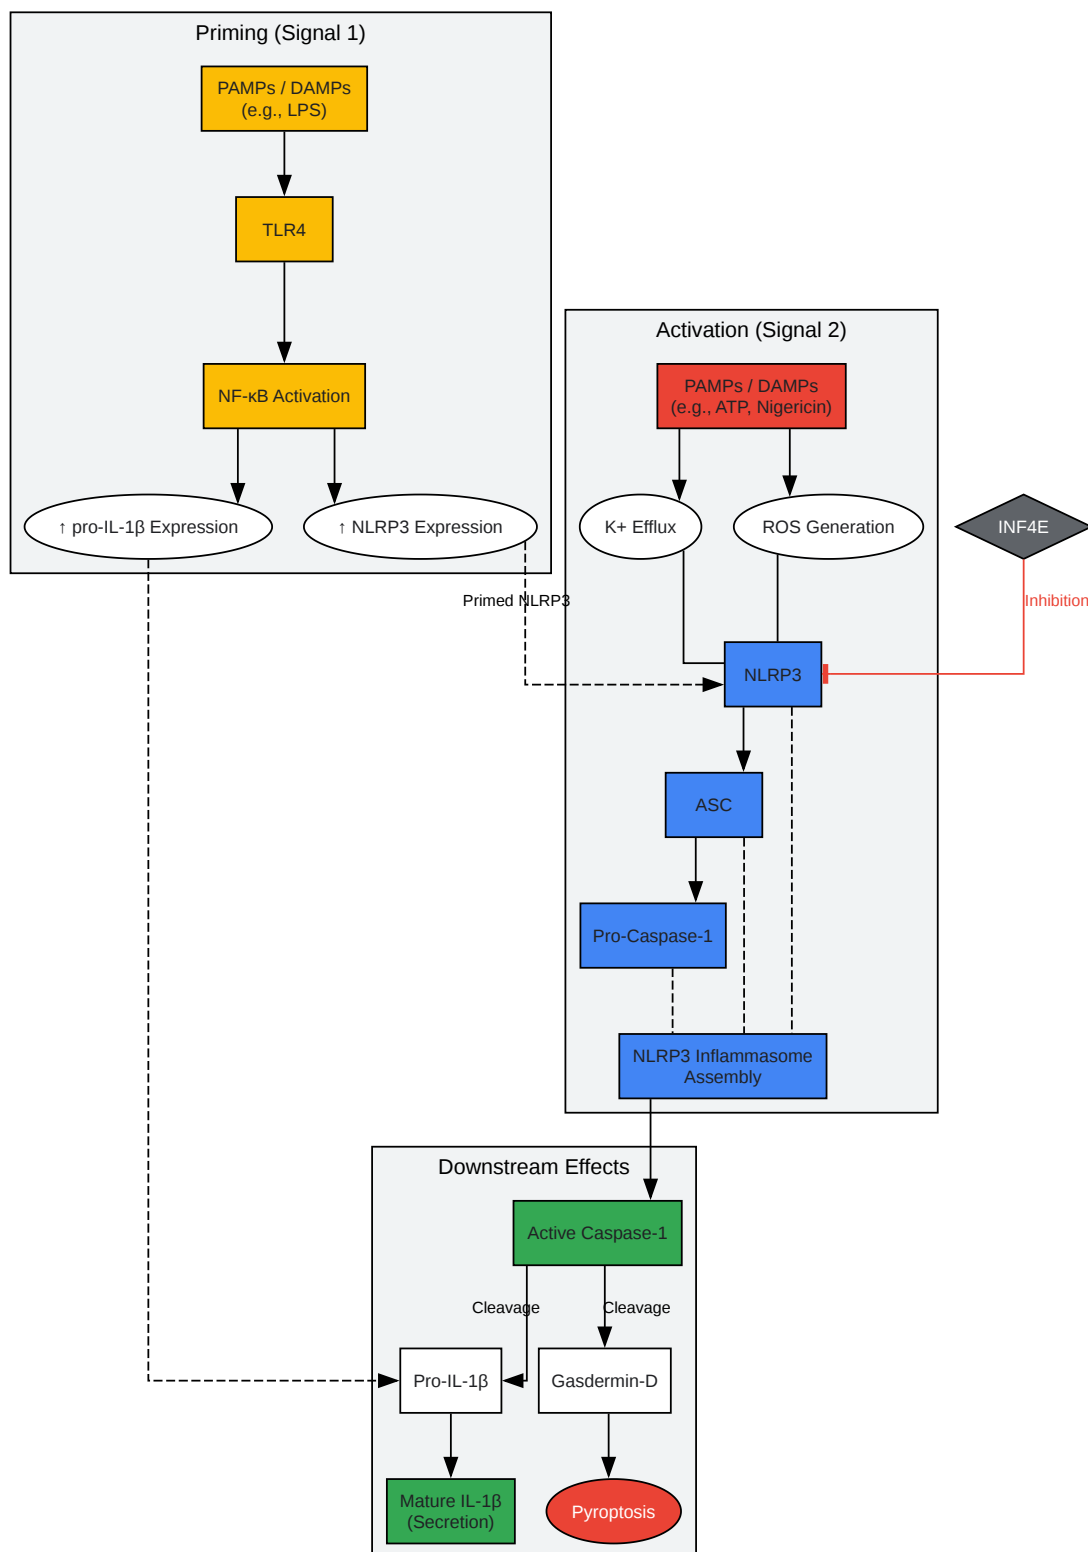 Priming (Signal 1)
PAMPs / DAMPs
(e.g., LPS)
TLR4
NF-κB Activation
↑ pro-IL-1β Expression
↑ NLRP3 Expression
Primed NLRP3
Activation (Signal 2)
PAMPs / DAMPs
(e.g., ATP, Nigericin)
K+ Efflux
ROS Generation
INF4E
Inhibition
NLRP3
ASC
Pro-Caspase-1
NLRP3 Inflammasome
Assembly
Downstream Effects
Active Caspase-1
Cleavage
Cleavage
Pro-IL-1β
Gasdermin-D
Mature IL-1β
(Secretion)
Pyroptosis